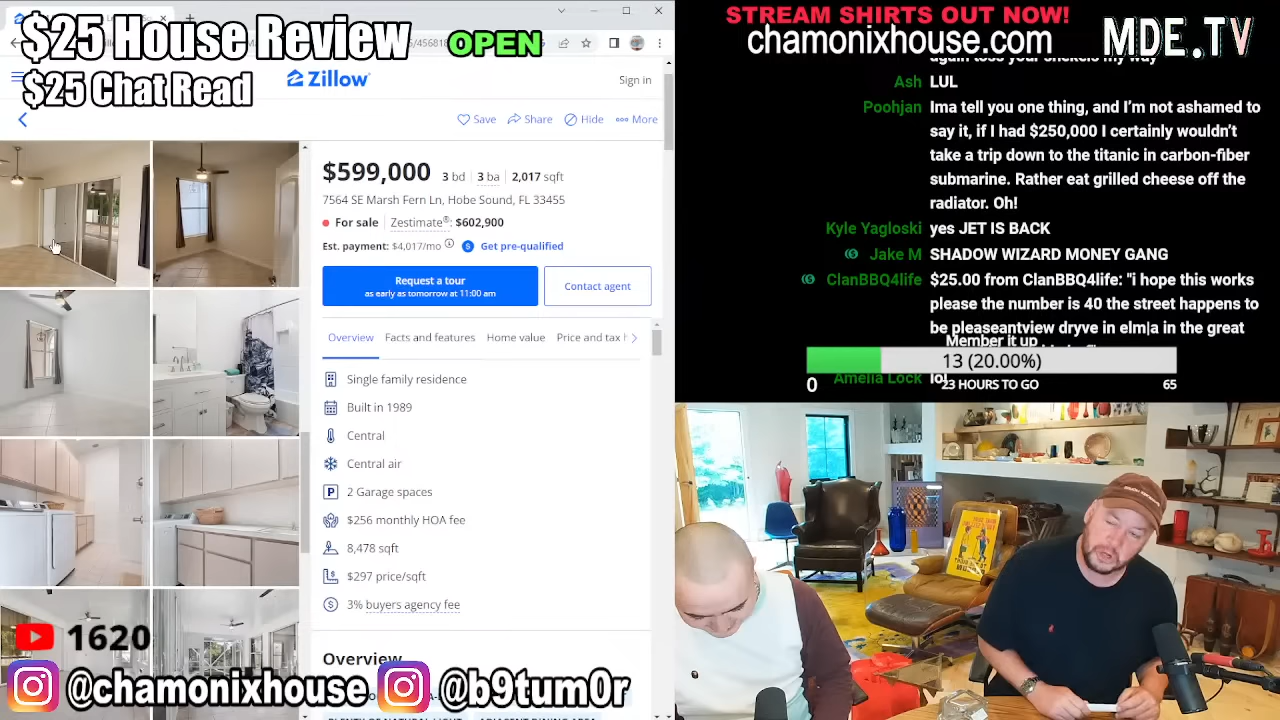 $25 House Review
OPEN
$25 Chat Read
Zillow
Sign in
Save
Share
Hide
More
$599,000
3 bd
3 ba
2,017 sqft
7564 SE Marsh Fern Ln, Hobe Sound, FL 33455
For sale
Zestimate®: $602,900
Est. payment: $4,017/mo
$ Get pre-qualified
Request a tour
as early as tomorrow at 11:00 am
Contact agent
Overview
Facts and features
Home value
Price and tax h
Single family residence
Built in 1989
Central
Central air
2 Garage spaces
$256 monthly HOA fee
8,478 sqft
$297 price/sqft
3% buyers agency fee
Overview
1620
@chamonixhouse
@b9tum0r
STREAM SHIRTS OUT NOW!
chamonixhouse.com
MDE.TV
again toss your shekels my way
Ash LUL
Poohjan Ima tell you one thing, and I’m not ashamed to
say it, if I had $250,000 I certainly wouldn’t
take a trip down to the titanic in carbon-fiber
submarine. Rather eat grilled cheese off the
radiator. Oh!
Kyle Yagloski yes JET IS BACK
Jake M SHADOW WIZARD MONEY GANG
ClanBBQ4life $25.00 from ClanBBQ4life: "i hope this works
please the number is 40 the street happens to
be pleaseantview dryve in elm|a in the great
Member it up
13 (20.00%)
Amelia Lock lol
0
23 HOURS TO GO
65